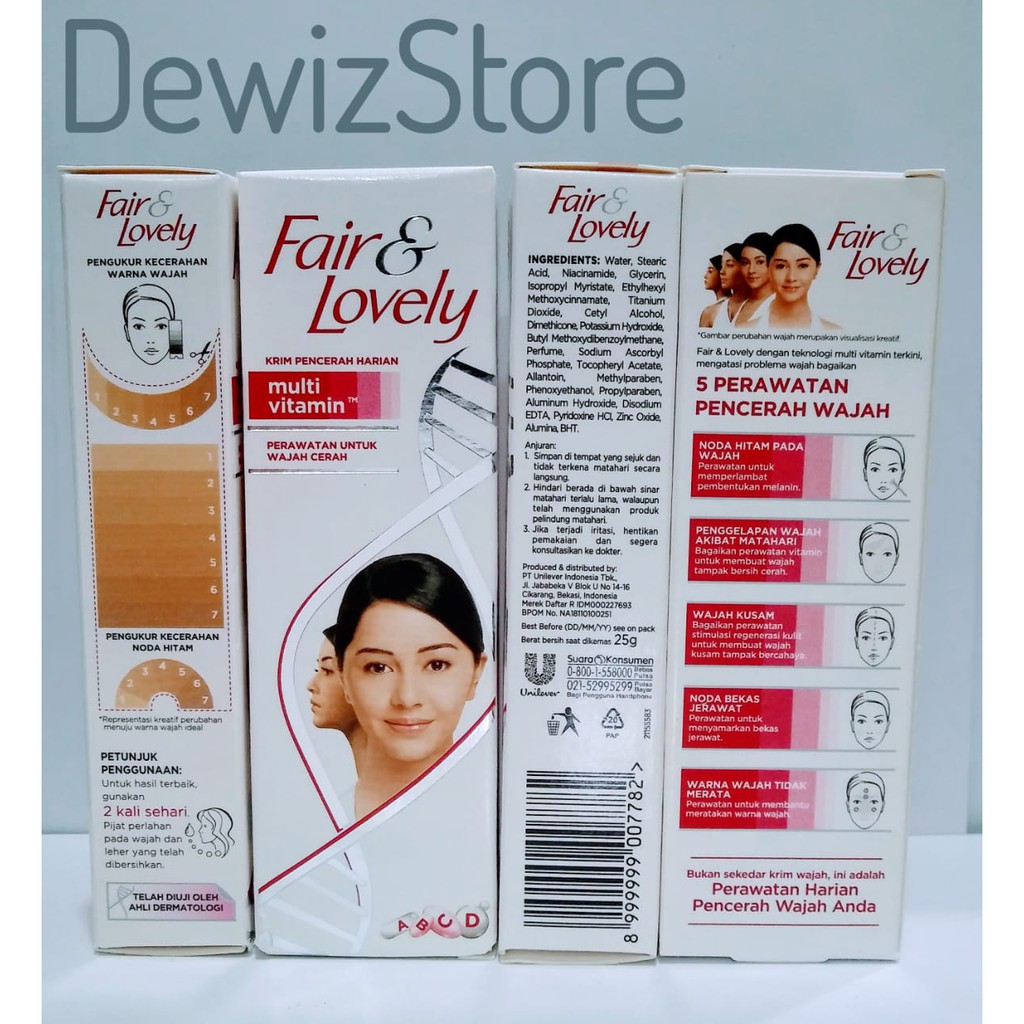 DewizStore
Fair &
Lovely
PENGUKUR KECERAHAN
WARNA WAJAH
1 2 3 4 5 6 7
1
2
3
4
5
6
7
PENGUKUR KECERAHAN
NODA HITAM
2 3 4 5 6 7
*Representasi kreatif perubahan
menuju warna wajah ideal
PETUNJUK
PENGGUNAAN:
Untuk hasil terbaik,
gunakan
2 kali sehari.
Pijat perlahan
pada wajah dan
leher yang telah
dibersihkan.
TELAH DIUJI OLEH
AHLI DERMATOLOGI
Fair &
Lovely
KRIM PENCERAH HARIAN
multi
vitamin™
PERAWATAN UNTUK
WAJAH CERAH
A B C D
Fair &
Lovely
INGREDIENTS: Water, Stearic
Acid, Niacinamide, Glycerin,
Isopropyl Myristate, Ethylhexyl
Methoxycinnamate, Titanium
Dioxide, Cetyl Alcohol,
Dimethicone, Potassium Hydroxide,
Butyl Methoxydibenzoylmethane,
Perfume, Sodium Ascorbyl
Phosphate, Tocopheryl Acetate,
Allantoin, Methylparaben,
Phenoxyethanol, Propylparaben,
Aluminum Hydroxide, Disodium
EDTA, Pyridoxine HCl, Zinc Oxide,
Alumina, BHT.
Anjuran:
1. Simpan di tempat yang sejuk dan
tidak terkena matahari secara
langsung.
2. Hindari berada di bawah sinar
matahari terlalu lama, walaupun
telah menggunakan produk
pelindung matahari.
3. Jika terjadi iritasi, hentikan
pemakaian dan segera
konsultasikan ke dokter.
Produced & distributed by:
PT Unilever Indonesia Tbk.,
Jl. Jababeka V Blok U No 14-16
Cikarang, Bekasi, Indonesia
Merek Daftar R IDM000227693
BPOM No. NA18110100251
Best Before (DD/MM/YY) see on pack
Berat bersih saat dikemas 25g
Unilever
Suara Konsumen
0-800-1-558000 Bebas Pulsa
021-52995299 Pulsa Bayar
Bagi Pengguna Handphone
20
PAP
21155583
8 999999 007782 >
Fair &
Lovely
*Gambar perubahan wajah merupakan visualisasi kreatif.
Fair & Lovely dengan teknologi multi vitamin terkini,
mengatasi problema wajah bagaikan
5 PERAWATAN
PENCERAH WAJAH
NODA HITAM PADA
WAJAH
Perawatan untuk
memperlambat
pembentukan melanin.
PENGGELAPAN WAJAH
AKIBAT MATAHARI
Bagaikan perawatan vitamin
untuk membuat wajah
tampak bersih cerah.
WAJAH KUSAM
Bagaikan perawatan
stimulasi regenerasi kulit
untuk membuat wajah
kusam tampak bercahaya.
NODA BEKAS
JERAWAT
Perawatan untuk
menyamarkan bekas
jerawat.
WARNA WAJAH TIDAK
MERATA
Perawatan untuk membantu
meratakan warna wajah.
Bukan sekedar krim wajah, ini adalah
Perawatan Harian
Pencerah Wajah Anda